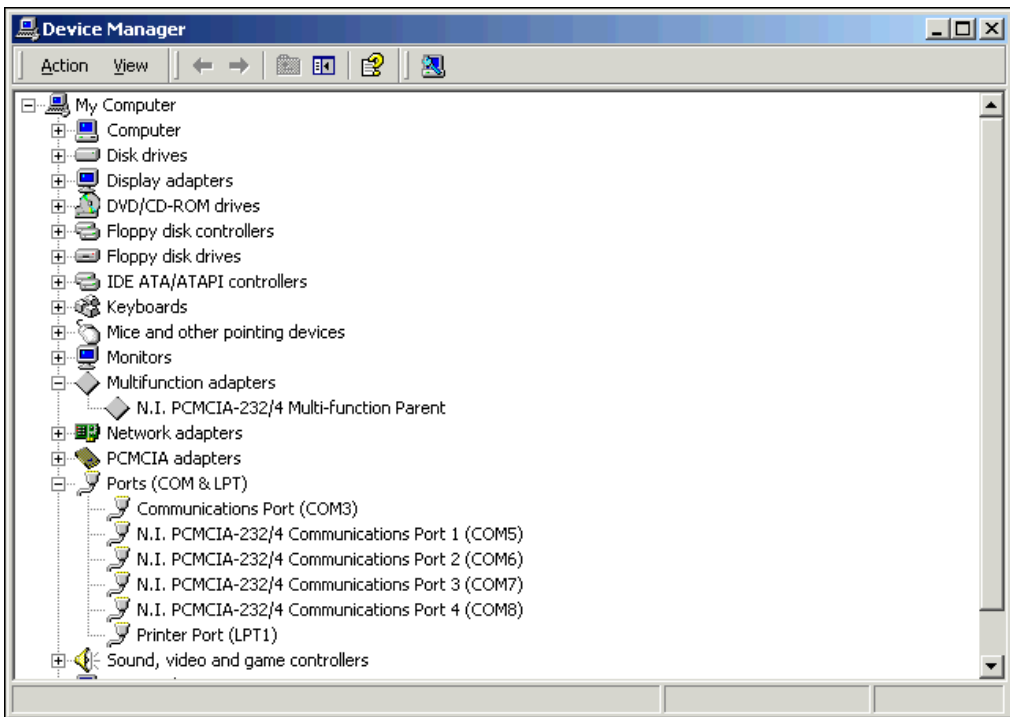 Device Manager
Action View
My Computer
Computer
Disk drives
Display adapters
DVD/CD-ROM drives
Floppy disk controllers
Floppy disk drives
IDE ATA/ATAPI controllers
Keyboards
Mice and other pointing devices
Monitors
Multifunction adapters
N.I. PCMCIA-232/4 Multi-function Parent
Network adapters
PCMCIA adapters
Ports (COM & LPT)
Communications Port (COM3)
N.I. PCMCIA-232/4 Communications Port 1 (COM5)
N.I. PCMCIA-232/4 Communications Port 2 (COM6)
N.I. PCMCIA-232/4 Communications Port 3 (COM7)
N.I. PCMCIA-232/4 Communications Port 4 (COM8)
Printer Port (LPT1)
Sound, video and game controllers